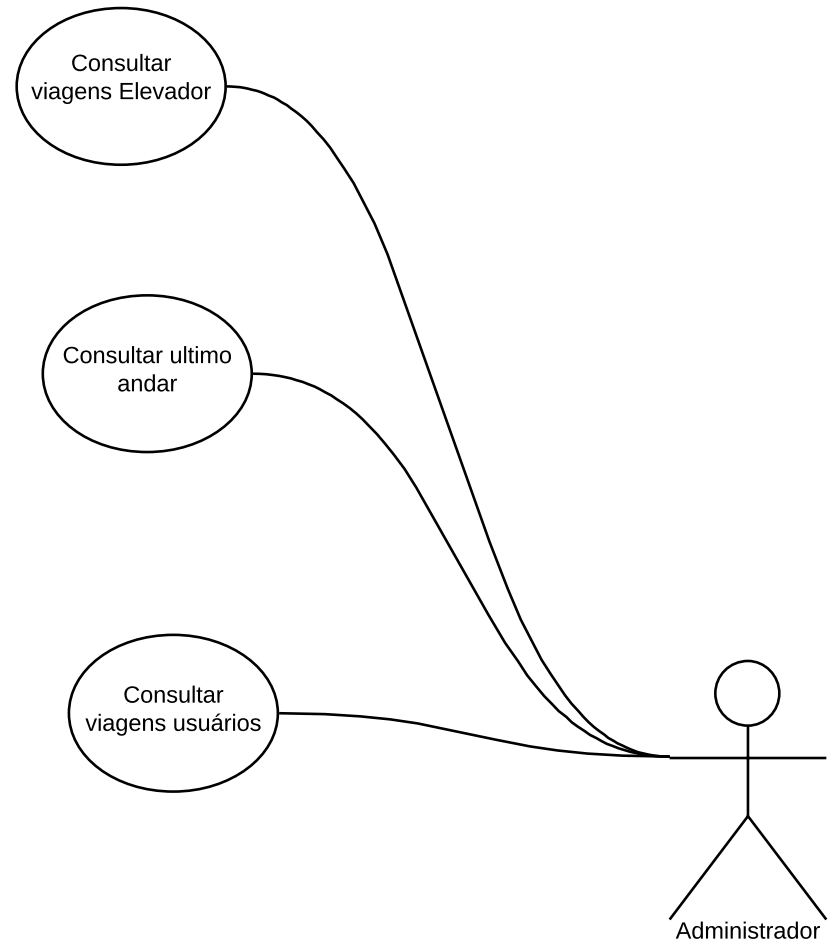 Consultar
viagens Elevador
Consultar ultimo
andar
Consultar
viagens usuários
Administrador